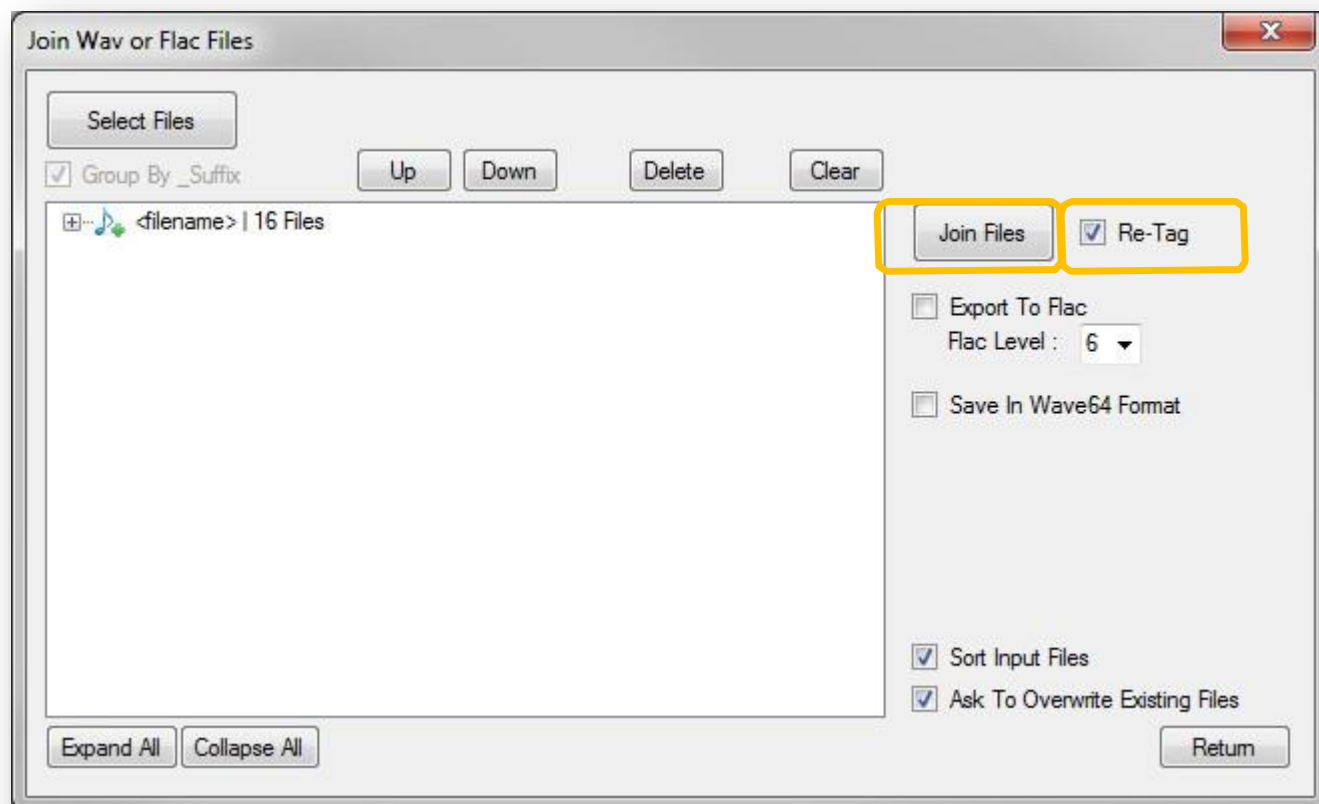 Join Wav or Flac Files
Select Files
Group By _Suffix
Up Down Delete Clear
<filename> | 16 Files
Join Files Re-Tag
Export To Flac
Flac Level : 6
Save In Wave64 Format
Sort Input Files
Ask To Overwrite Existing Files
Expand All Collapse All Return